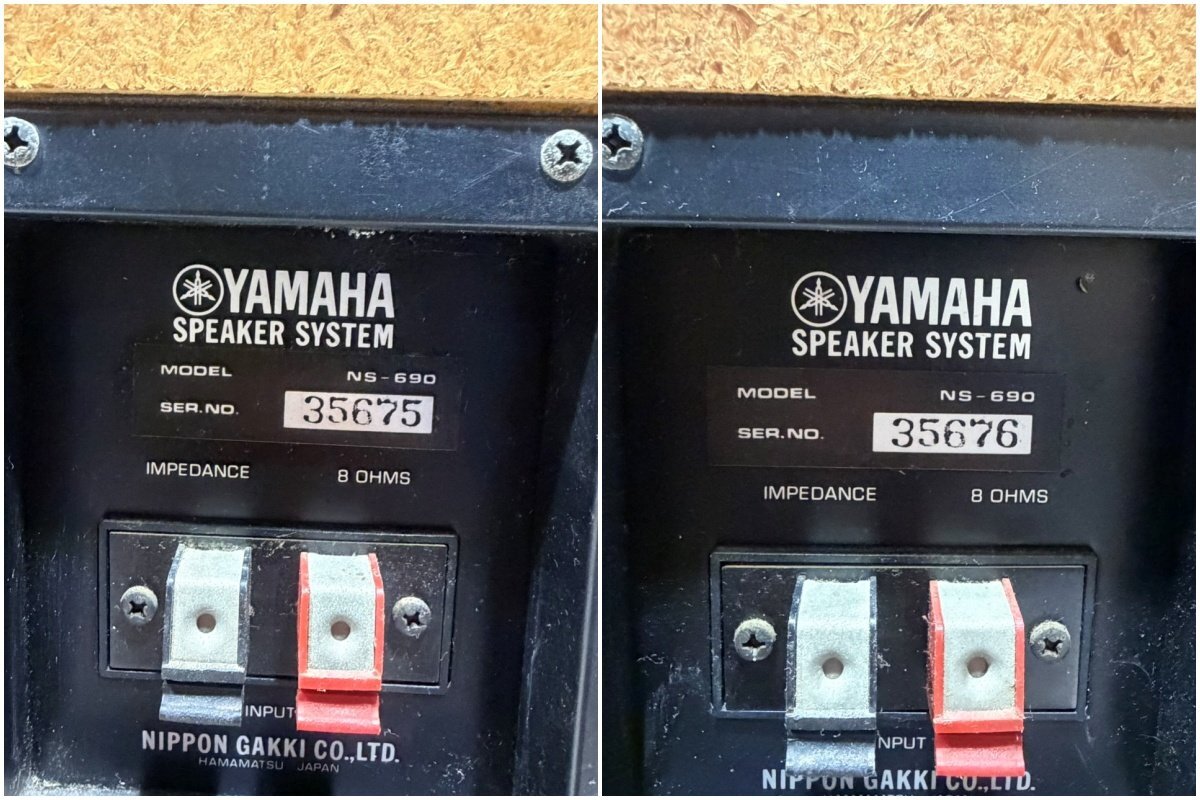 YAMAHA
SPEAKER SYSTEM
MODEL NS-690
SER.NO. 35675
IMPEDANCE 8 OHMS
INPUT
NIPPON GAKKI CO.,LTD.
HAMAMATSU JAPAN
YAMAHA
SPEAKER SYSTEM
MODEL NS-690
SER.NO. 35676
IMPEDANCE 8 OHMS
INPUT
NIPPON GAKKI CO.,LTD.